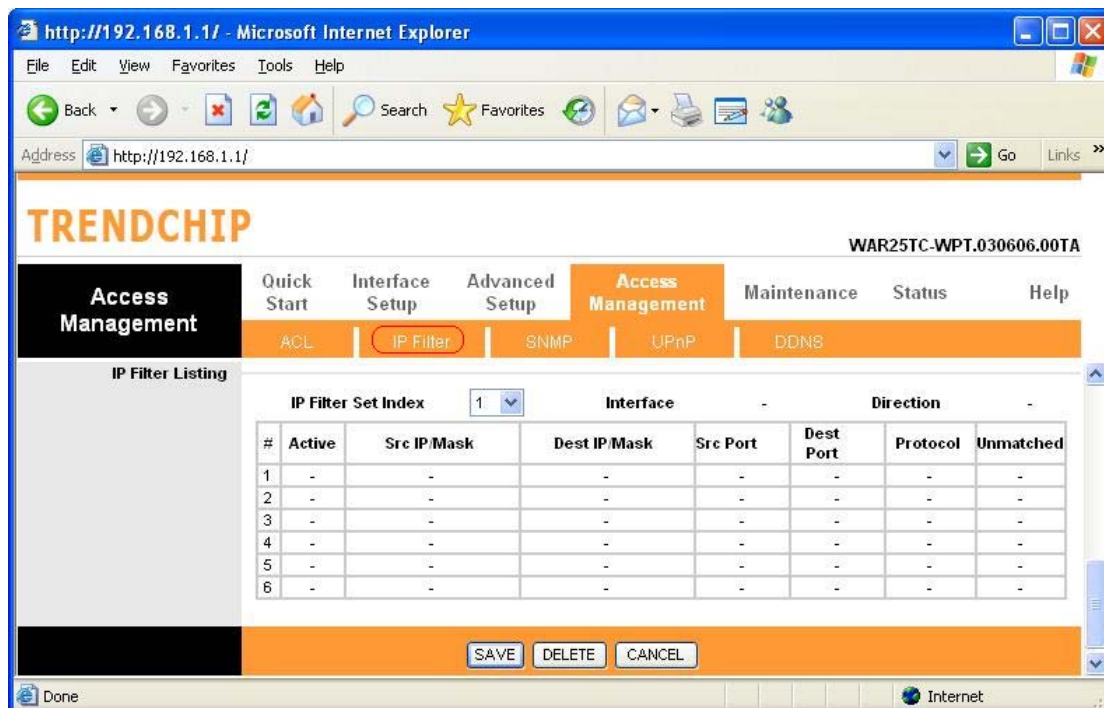 http://192.168.1.1/ - Microsoft Internet Explorer
File Edit View Favorites Tools Help
Back Search Favorites
Address http://192.168.1.1/ Go Links »
TRENDCHIP
WAR25TC-WPT.030606.00TA
Access Management
Quick Start Interface Setup Advanced Setup Access Management Maintenance Status Help
ACL IP Filter SNMP UPnP DDNS
IP Filter Listing
IP Filter Set Index 1 Interface - Direction -
# Active Src IP/Mask Dest IP/Mask Src Port Dest Port Protocol Unmatched
1 - - - - - - -
2 - - - - - - -
3 - - - - - - -
4 - - - - - - -
5 - - - - - - -
6 - - - - - - -
SAVE DELETE CANCEL
Done Internet